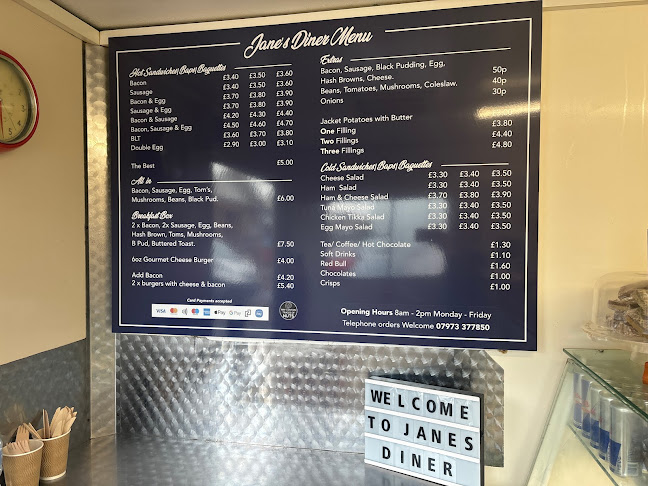 Jane's Diner Menu
Hot Sandwiches| Baps| Baguettes
Bacon £3.40 £3.50 £3.60
Sausage £3.40 £3.50 £3.60
Bacon & Egg £3.70 £3.80 £3.90
Sausage & Egg £3.70 £3.80 £3.90
Bacon & Sausage £4.20 £4.30 £4.40
Bacon, Sausage & Egg £4.50 £4.60 £4.70
BLT £3.60 £3.70 £3.80
Double Egg £2.90 £3.00 £3.10
The Best £5.00
All in
Bacon, Sausage, Egg, Tom's,
Mushrooms, Beans, Black Pud. £6.00
Breakfast Box
2 x Bacon, 2x Sausage, Egg, Beans,
Hash Brown, Toms, Mushrooms,
B Pud, Buttered Toast. £7.50
6oz Gourmet Cheese Burger £4.00
Add Bacon £4.20
2 x burgers with cheese & bacon £5.40
Card Payments accepted
VISA
Pay
G Pay
Extras
Bacon, Sausage, Black Pudding, Egg, 50p
Hash Browns, Cheese. 40p
Beans, Tomatoes, Mushrooms, Coleslaw. 30p
Onions
Jacket Potatoes with Butter
One Filling £3.80
Two Fillings £4.40
Three Fillings £4.80
Cold Sandwiches| Baps| Baguettes
Cheese Salad £3.30 £3.40 £3.50
Ham Salad £3.30 £3.40 £3.50
Ham & Cheese Salad £3.70 £3.80 £3.90
Tuna Mayo Salad £3.30 £3.40 £3.50
Chicken Tikka Salad £3.30 £3.40 £3.50
Egg Mayo Salad £3.30 £3.40 £3.50
Tea/ Coffee/ Hot Chocolate £1.30
Soft Drinks £1.10
Red Bull £1.60
Chocolates £1.00
Crisps £1.00
Opening Hours 8am - 2pm Monday - Friday
Telephone orders Welcome 07973 377850
WELCOME
TO JANES
DINER